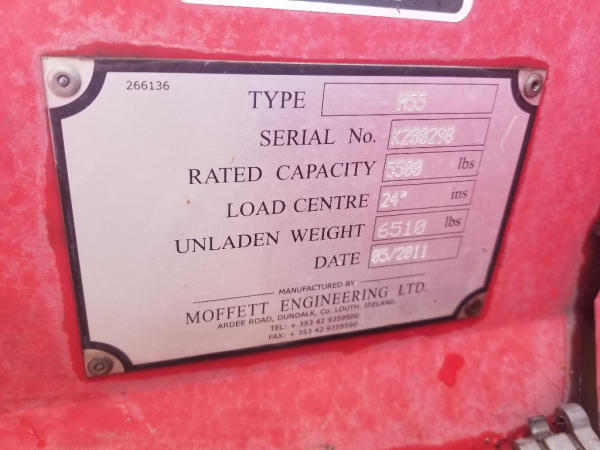 266136
TYPE M55
SERIAL No. K200298
RATED CAPACITY 5500 lbs
LOAD CENTRE 24" ins
UNLADEN WEIGHT 6510 lbs
DATE 05/2011
MANUFACTURED BY
MOFFETT ENGINEERING LTD.
ARDEE ROAD, DUNDALK, Co. LOUTH, IRELAND.
TEL: + 353 42 9359500
FAX: + 353 42 9359590